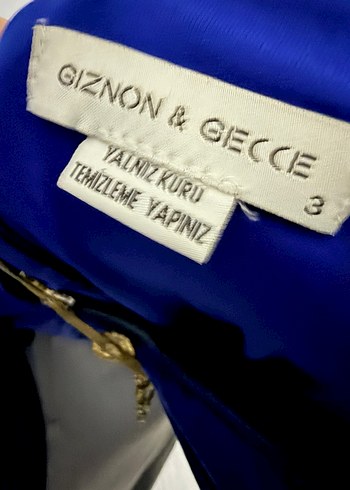 GIZNON & GECCE
3
YALNIZ KURU
TEMİZLEME YAPINIZ